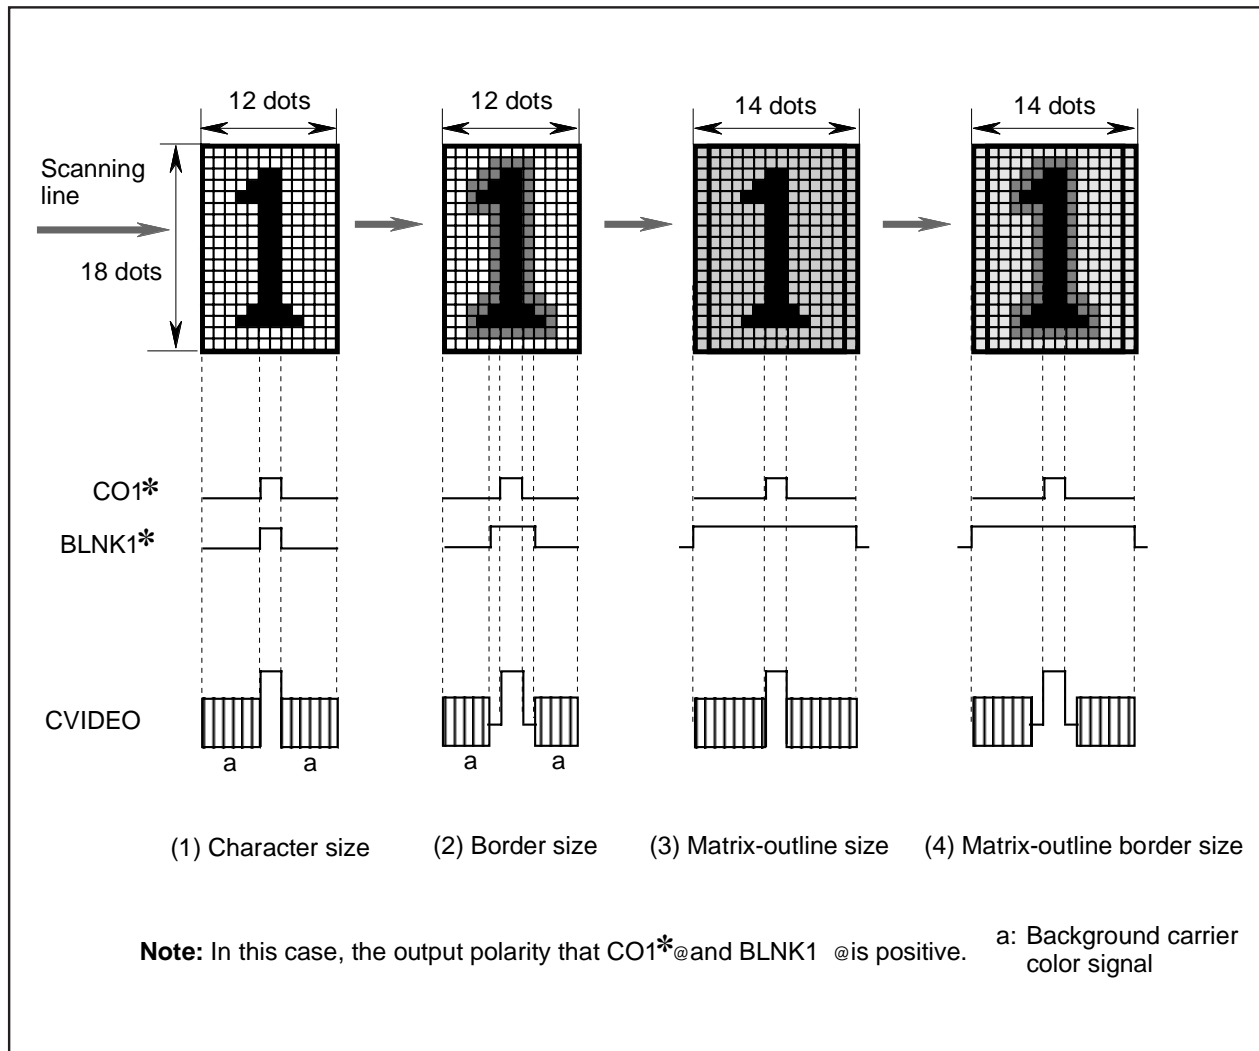 12 dots
12 dots
14 dots
14 dots
Scanning
line
18 dots
CO1*
BLNK1*
CVIDEO
a
a
a
a
(1) Character size
(2) Border size
(3) Matrix-outline size
(4) Matrix-outline border size
Note: In this case, the output polarity that CO1*@and BLNK1 @is positive.
a: Background carrier
color signal